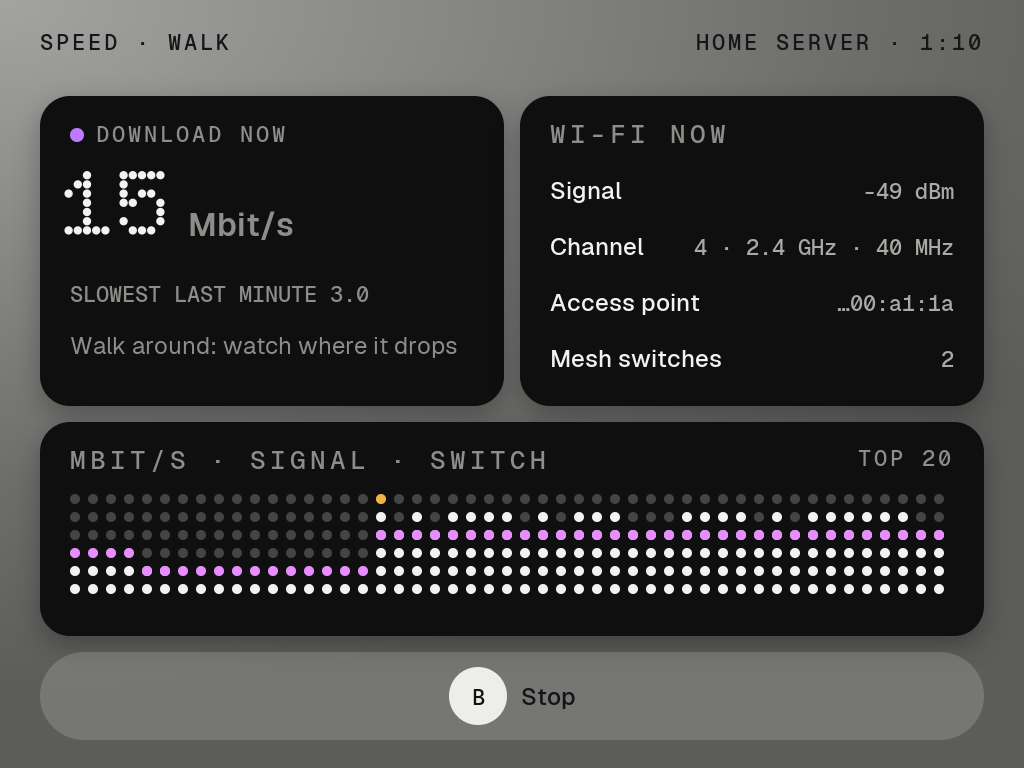 SPEED · WALK
HOME SERVER · 1:10
DOWNLOAD NOW
15 Mbit/s
SLOWEST LAST MINUTE 3.0
Walk around: watch where it drops
WI-FI NOW
Signal -49 dBm
Channel 4 · 2.4 GHz · 40 MHz
Access point …00:a1:1a
Mesh switches 2
MBIT/S · SIGNAL · SWITCH
TOP 20
B Stop